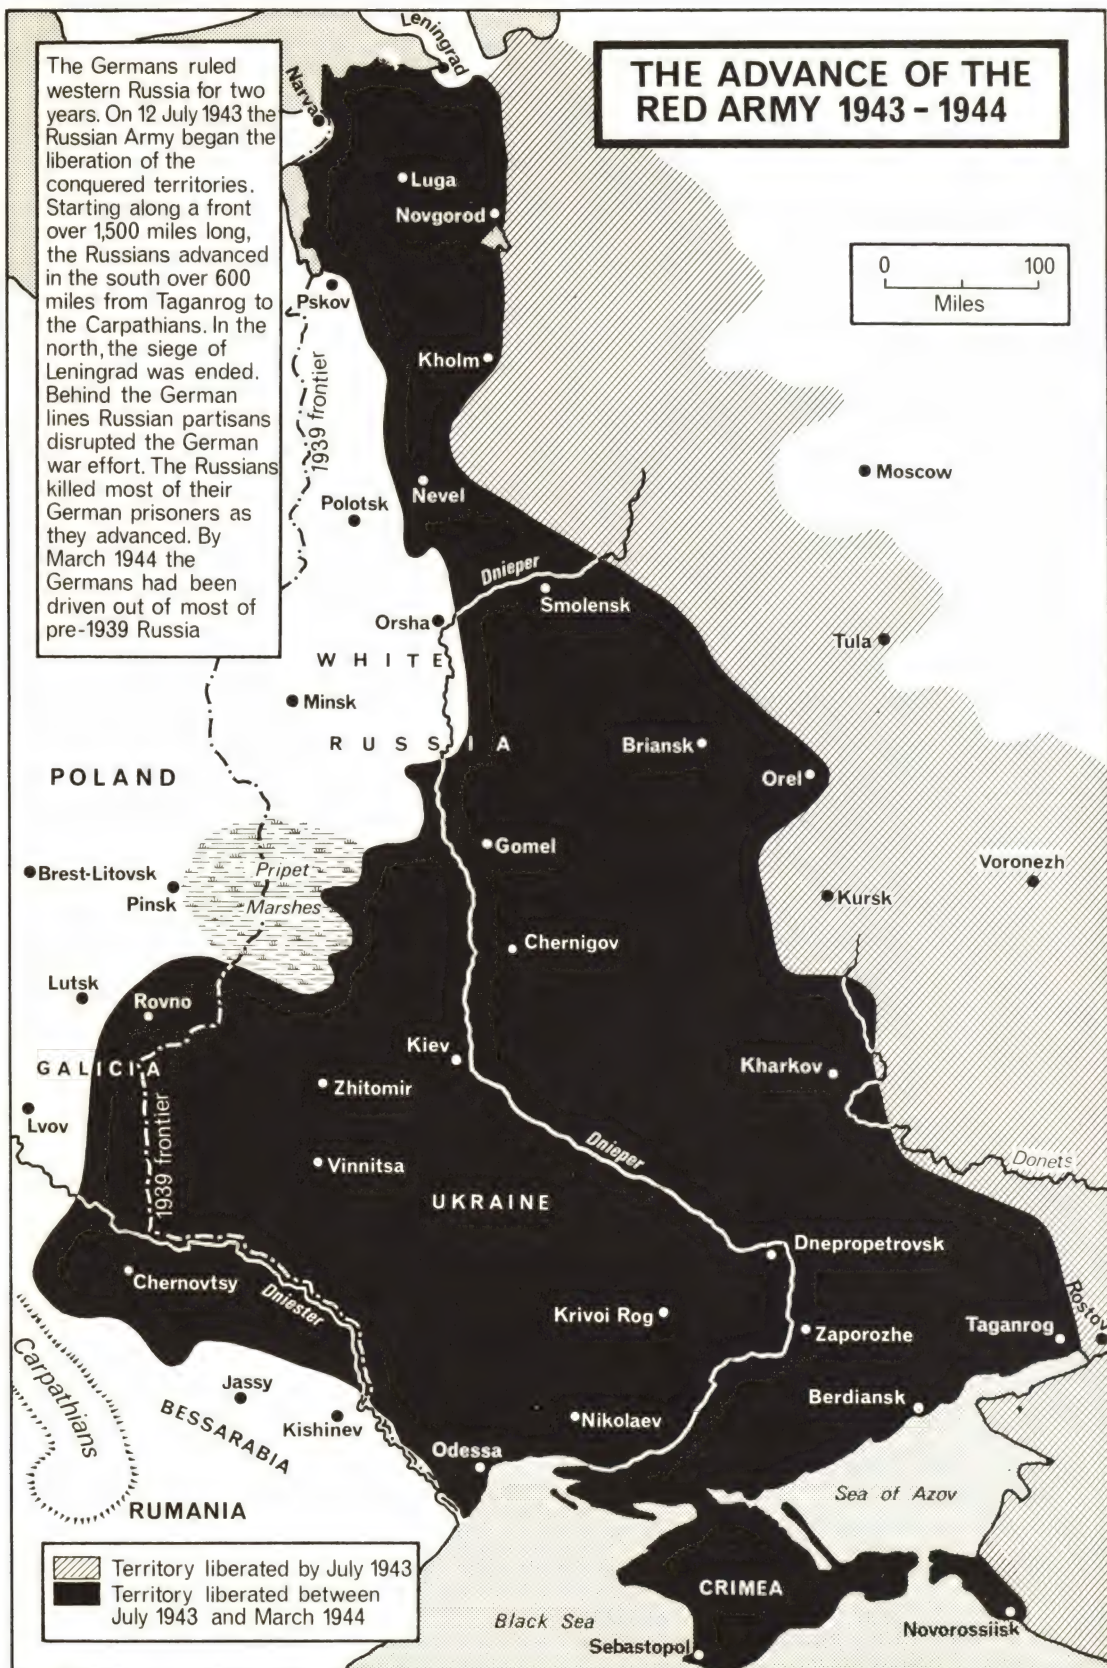 THE ADVANCE OF THE
RED ARMY 1943 - 1944
The Germans ruled
western Russia for two
years. On 12 July 1943 the
Russian Army began the
liberation of the
conquered territories.
Starting along a front
over 1,500 miles long,
the Russians advanced
in the south over 600
miles from Taganrog to
the Carpathians. In the
north, the siege of
Leningrad was ended.
Behind the German
lines Russian partisans
disrupted the German
war effort. The Russians
killed most of their
German prisoners as
they advanced. By
March 1944 the
Germans had been
driven out of most of
pre-1939 Russia
0 100
Miles
Leningrad
Narva
Luga
Novgorod
Pskov
Kholm
1939 frontier
Moscow
Nevel
Polotsk
Dnieper
Smolensk
Orsha
Tula
WHITE
RUSSIA
Minsk
Briansk
Orel
POLAND
Gomel
Voronezh
Brest-Litovsk
Pripet
Marshes
Pinsk
Kursk
Chernigov
Lutsk
Rovno
Kiev
GALICIA
Kharkov
Zhitomir
Lvov
1939 frontier
Dnieper
Vinnitsa
Donets
UKRAINE
Dnepropetrovsk
Chernovtsy
Dniester
Krivoi Rog
Zaporozhe
Taganrog
Rostov
Carpathians
Jassy
Berdiansk
BESSARABIA
Kishinev
Nikolaev
Odessa
Sea of Azov
RUMANIA
Territory liberated by July 1943
Territory liberated between
July 1943 and March 1944
CRIMEA
Black Sea
Sebastopol
Novorossiisk